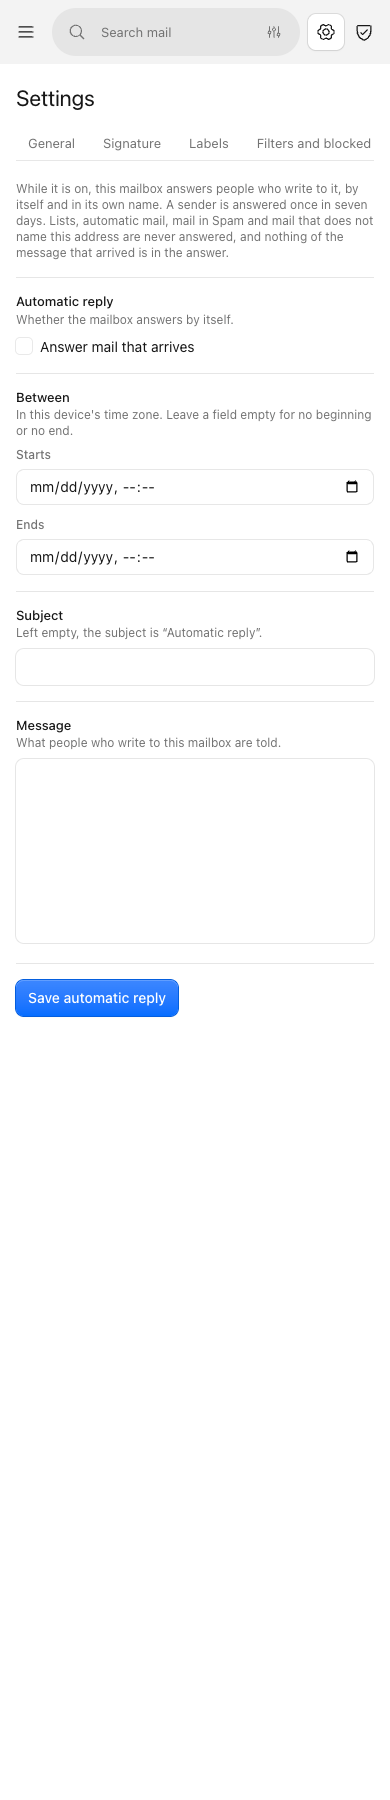 Search mail
Settings
General
Signature
Labels
Filters and blocked
While it is on, this mailbox answers people who write to it, by
itself and in its own name. A sender is answered once in seven
days. Lists, automatic mail, mail in Spam and mail that does not
name this address are never answered, and nothing of the
message that arrived is in the answer.
Automatic reply
Whether the mailbox answers by itself.
Answer mail that arrives
Between
In this device's time zone. Leave a field empty for no beginning
or no end.
Starts
mm/dd/yyyy, --:--
Ends
mm/dd/yyyy, --:--
Subject
Left empty, the subject is “Automatic reply”.
Message
What people who write to this mailbox are told.
Save automatic reply